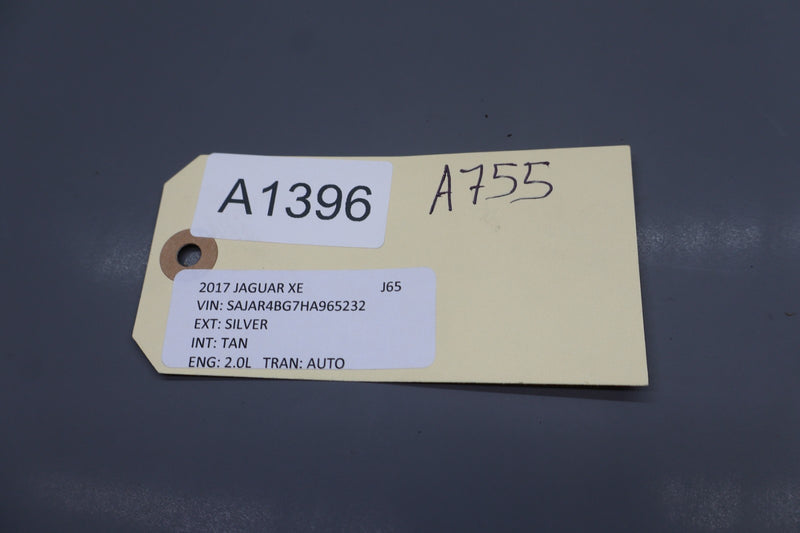 A1396
A755
2017 JAGUAR XE J65
VIN: SAJAR4BG7HA965232
EXT: SILVER
INT: TAN
ENG: 2.0L TRAN: AUTO